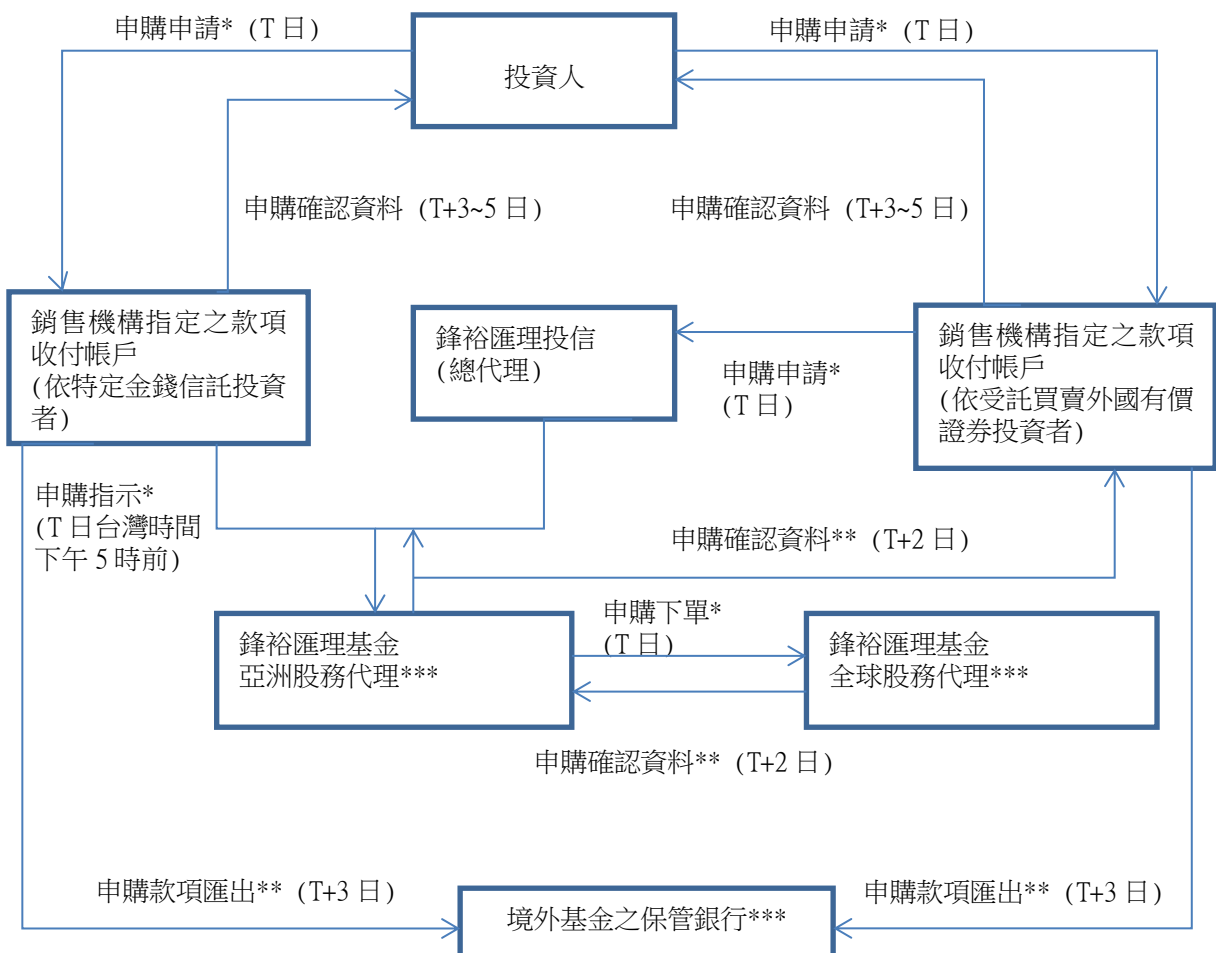 申購申請* (T 日)
申購申請* (T 日)
投資人
申購確認資料 (T+3~5 日)
申購確認資料 (T+3~5 日)
銷售機構指定之款項
收付帳戶
(依特定金錢信託投資
者)
鋒裕匯理投信
(總代理)
申購申請*
(T 日)
銷售機構指定之款項
收付帳戶
(依受託買賣外國有價
證券投資者)
申購指示*
(T 日台灣時間
下午 5 時前)
申購確認資料** (T+2 日)
鋒裕匯理基金
亞洲股務代理***
申購下單*
(T 日)
鋒裕匯理基金
全球股務代理***
申購確認資料** (T+2 日)
申購款項匯出** (T+3 日)
申購款項匯出** (T+3 日)
境外基金之保管銀行***